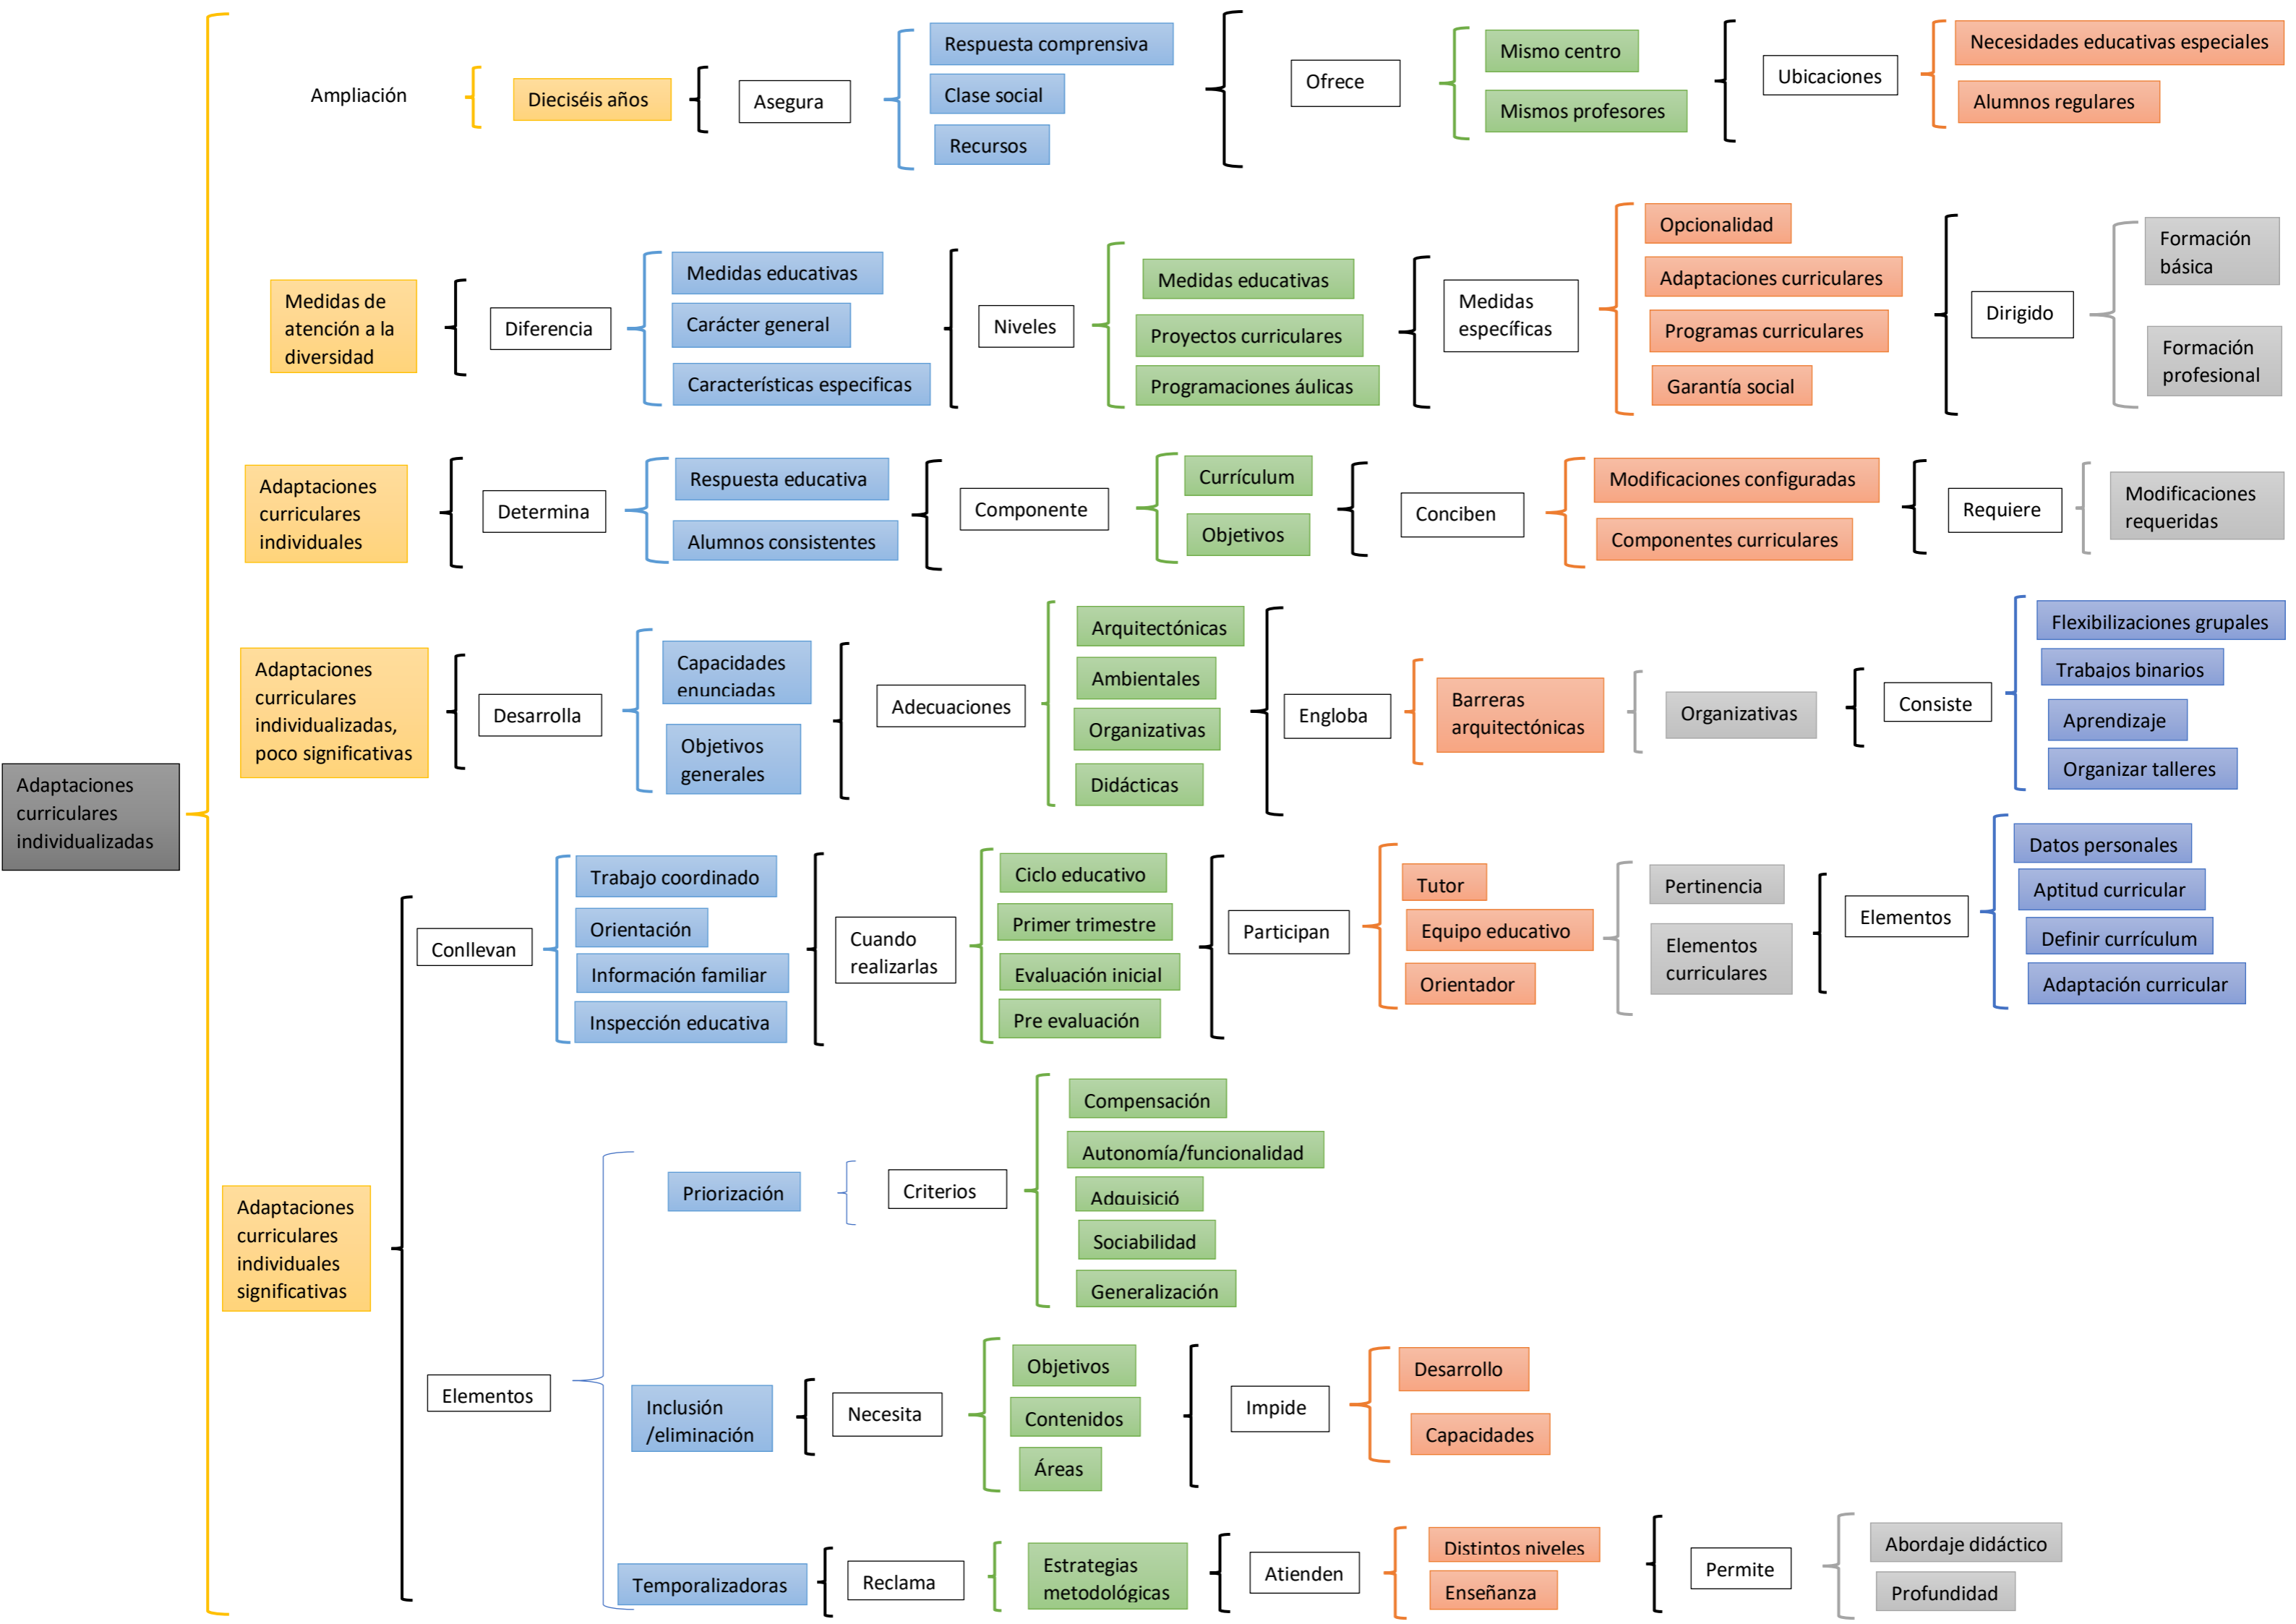 Adaptaciones
curriculares
individualizadas
Ampliación
Dieciséis años
Asegura
Respuesta comprensiva
Clase social
Recursos
Ofrece
Mismo centro
Mismos profesores
Ubicaciones
Necesidades educativas especiales
Alumnos regulares
Medidas de
atención a la
diversidad
Diferencia
Medidas educativas
Carácter general
Características especificas
Niveles
Medidas educativas
Proyectos curriculares
Programaciones áulicas
Medidas
específicas
Opcionalidad
Adaptaciones curriculares
Programas curriculares
Garantía social
Dirigido
Formación
básica
Formación
profesional
Adaptaciones
curriculares
individuales
Determina
Respuesta educativa
Alumnos consistentes
Componente
Currículum
Objetivos
Conciben
Modificaciones configuradas
Componentes curriculares
Requiere
Modificaciones
requeridas
Adaptaciones
curriculares
individualizadas,
poco significativas
Desarrolla
Capacidades
enunciadas
Objetivos
generales
Adecuaciones
Arquitectónicas
Ambientales
Organizativas
Didácticas
Engloba
Barreras
arquitectónicas
Organizativas
Consiste
Flexibilizaciones grupales
Trabajos binarios
Aprendizaje
Organizar talleres
Adaptaciones
curriculares
individuales
significativas
Conllevan
Trabajo coordinado
Orientación
Información familiar
Inspección educativa
Cuando
realizarlas
Ciclo educativo
Primer trimestre
Evaluación inicial
Pre evaluación
Participan
Tutor
Equipo educativo
Orientador
Pertinencia
Elementos
curriculares
Elementos
Datos personales
Aptitud curricular
Definir currículum
Adaptación curricular
Elementos
Priorización
Criterios
Compensación
Autonomía/funcionalidad
Adquisició
Sociabilidad
Generalización
Inclusión
/eliminación
Necesita
Objetivos
Contenidos
Áreas
Impide
Desarrollo
Capacidades
Temporalizadoras
Reclama
Estrategias
metodológicas
Atienden
Distintos niveles
Enseñanza
Permite
Abordaje didáctico
Profundidad